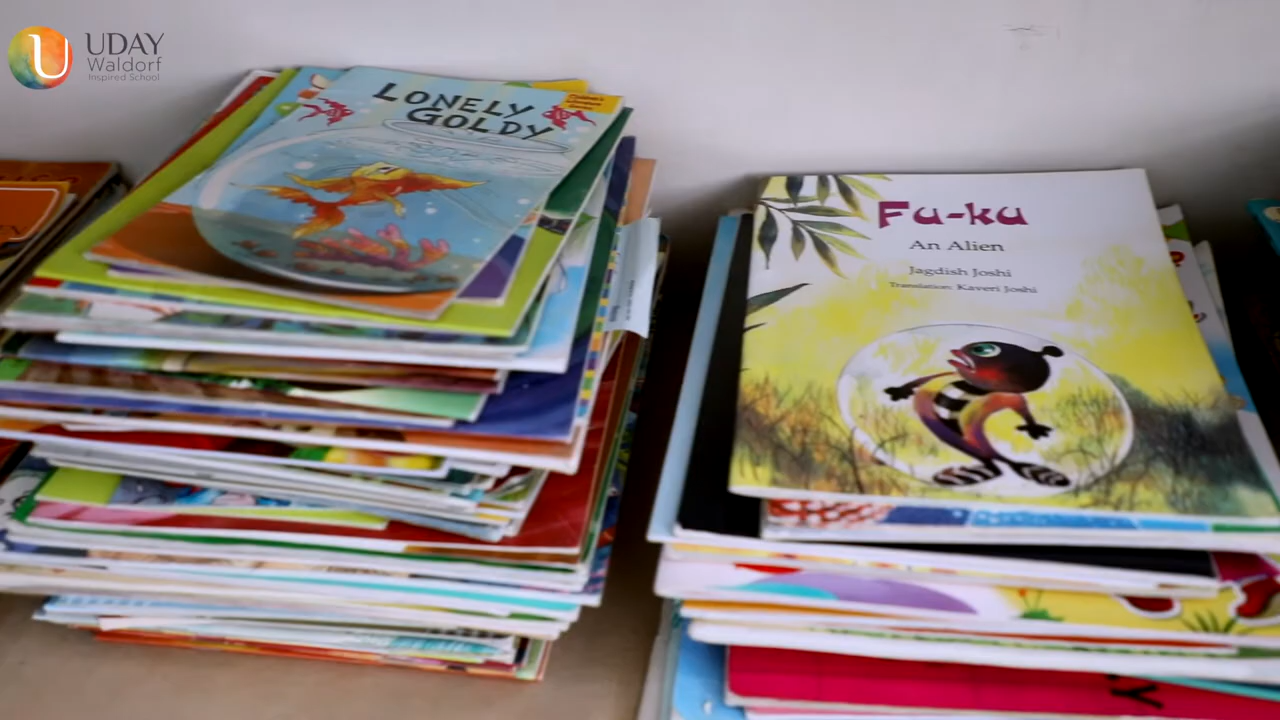 UDAY
Waldorf
Inspired School
LONELY
GOLDY
Fu-ku
An Alien
Jagdish Joshi
Translation: Kaveri Joshi